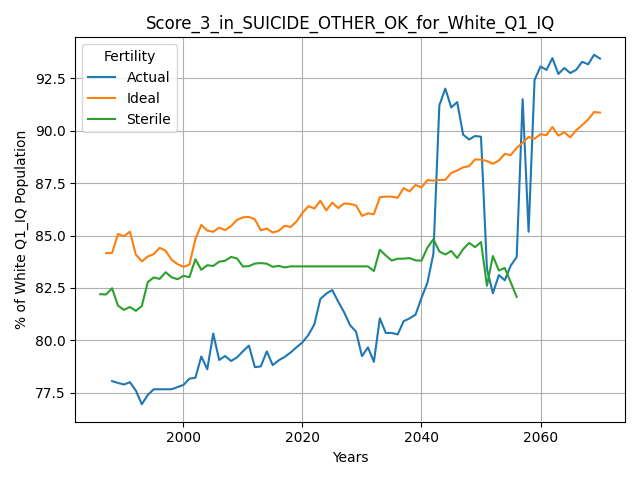 Score_3_in_SUICIDE_OTHER_OK_for_White_Q1_IQ
Fertility
Actual
Ideal
Sterile
% of White Q1_IQ Population
92.5
90.0
87.5
85.0
82.5
80.0
77.5
2000
2020
2040
2060
Years